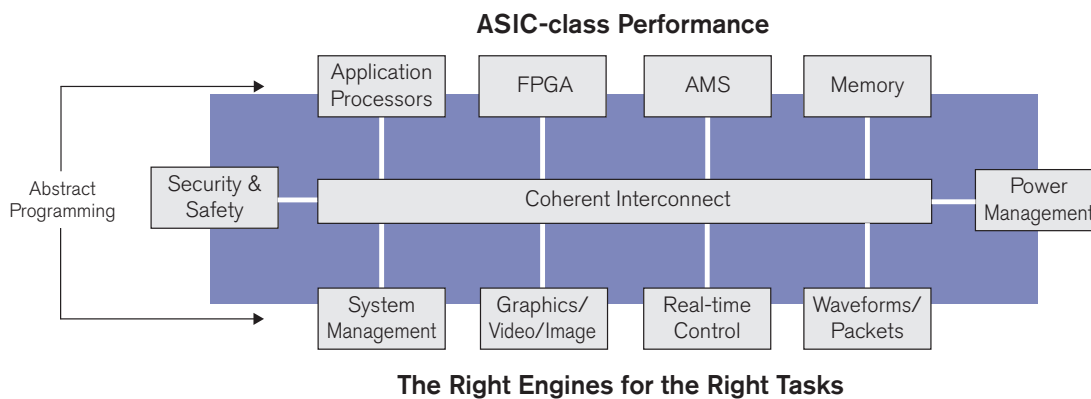 ASIC-class Performance
Application
Processors
FPGA
AMS
Memory
Abstract
Programming
Security &
Safety
Coherent Interconnect
Power
Management
System
Management
Graphics/
Video/Image
Real-time
Control
Waveforms/
Packets
The Right Engines for the Right Tasks